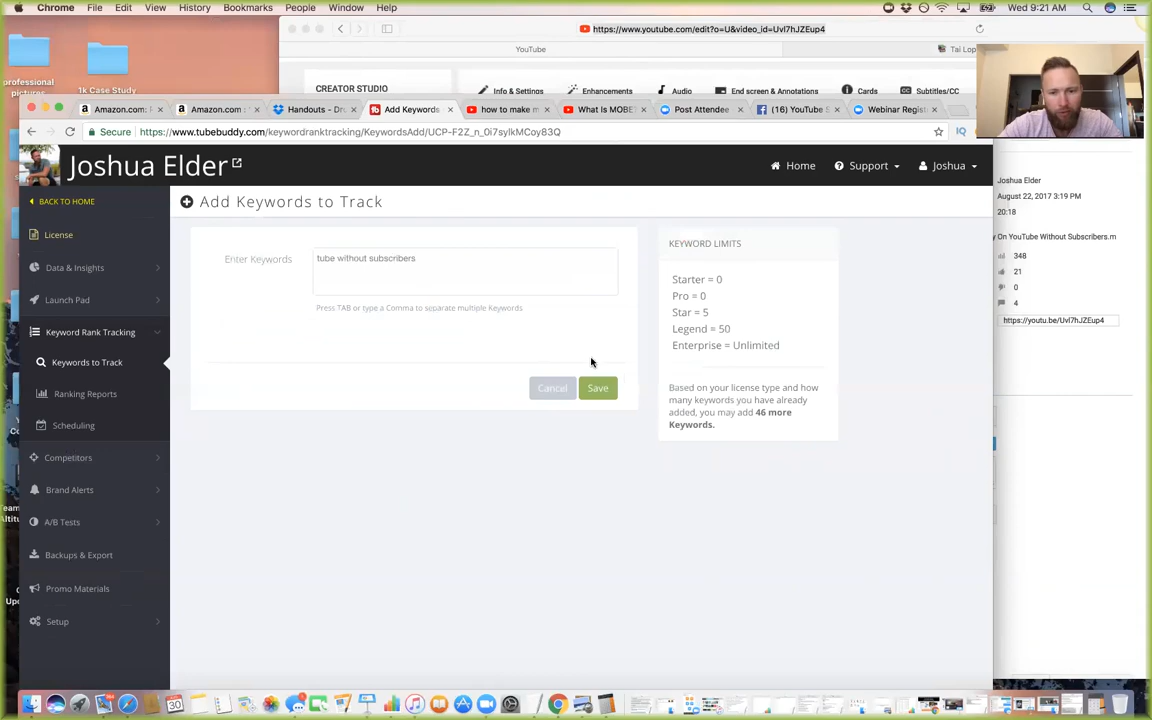 Chrome File Edit View History Bookmarks People Window Help
Wed 9:21 AM
professional pictures
1k Case Study
https://www.youtube.com/edit?o=U&video_id=Uvl7hJZEup4
YouTube
Tai Lop
CREATOR STUDIO
Info & Settings
Enhancements
Audio
End screen & Annotations
Cards
Subtitles/CC
Amazon.com:
Amazon.com :
Handouts - Dro
Add Keywords
how to make m
What Is MOBE
Post Attendee
(16) YouTube S
Webinar Regis
Secure
https://www.tubebuddy.com/keywordranktracking/KeywordsAdd/UCP-F2Z_n_0i7sylkMCoy83Q
Joshua Elder
Home
Support
Joshua
BACK TO HOME
License
Data & Insights
Launch Pad
Keyword Rank Tracking
Keywords to Track
Ranking Reports
Scheduling
Competitors
Brand Alerts
A/B Tests
Backups & Export
Promo Materials
Setup
Add Keywords to Track
Enter Keywords
tube without subscribers
Press TAB or type a Comma to separate multiple Keywords
Cancel
Save
KEYWORD LIMITS
Starter = 0
Pro = 0
Star = 5
Legend = 50
Enterprise = Unlimited
Based on your license type and how
many keywords you have already
added, you may add 46 more
Keywords.
Joshua Elder
August 22, 2017 3:19 PM
20:18
y On YouTube Without Subscribers.m
348
21
0
4
https://youtu.be/Uvl7hJZEup4